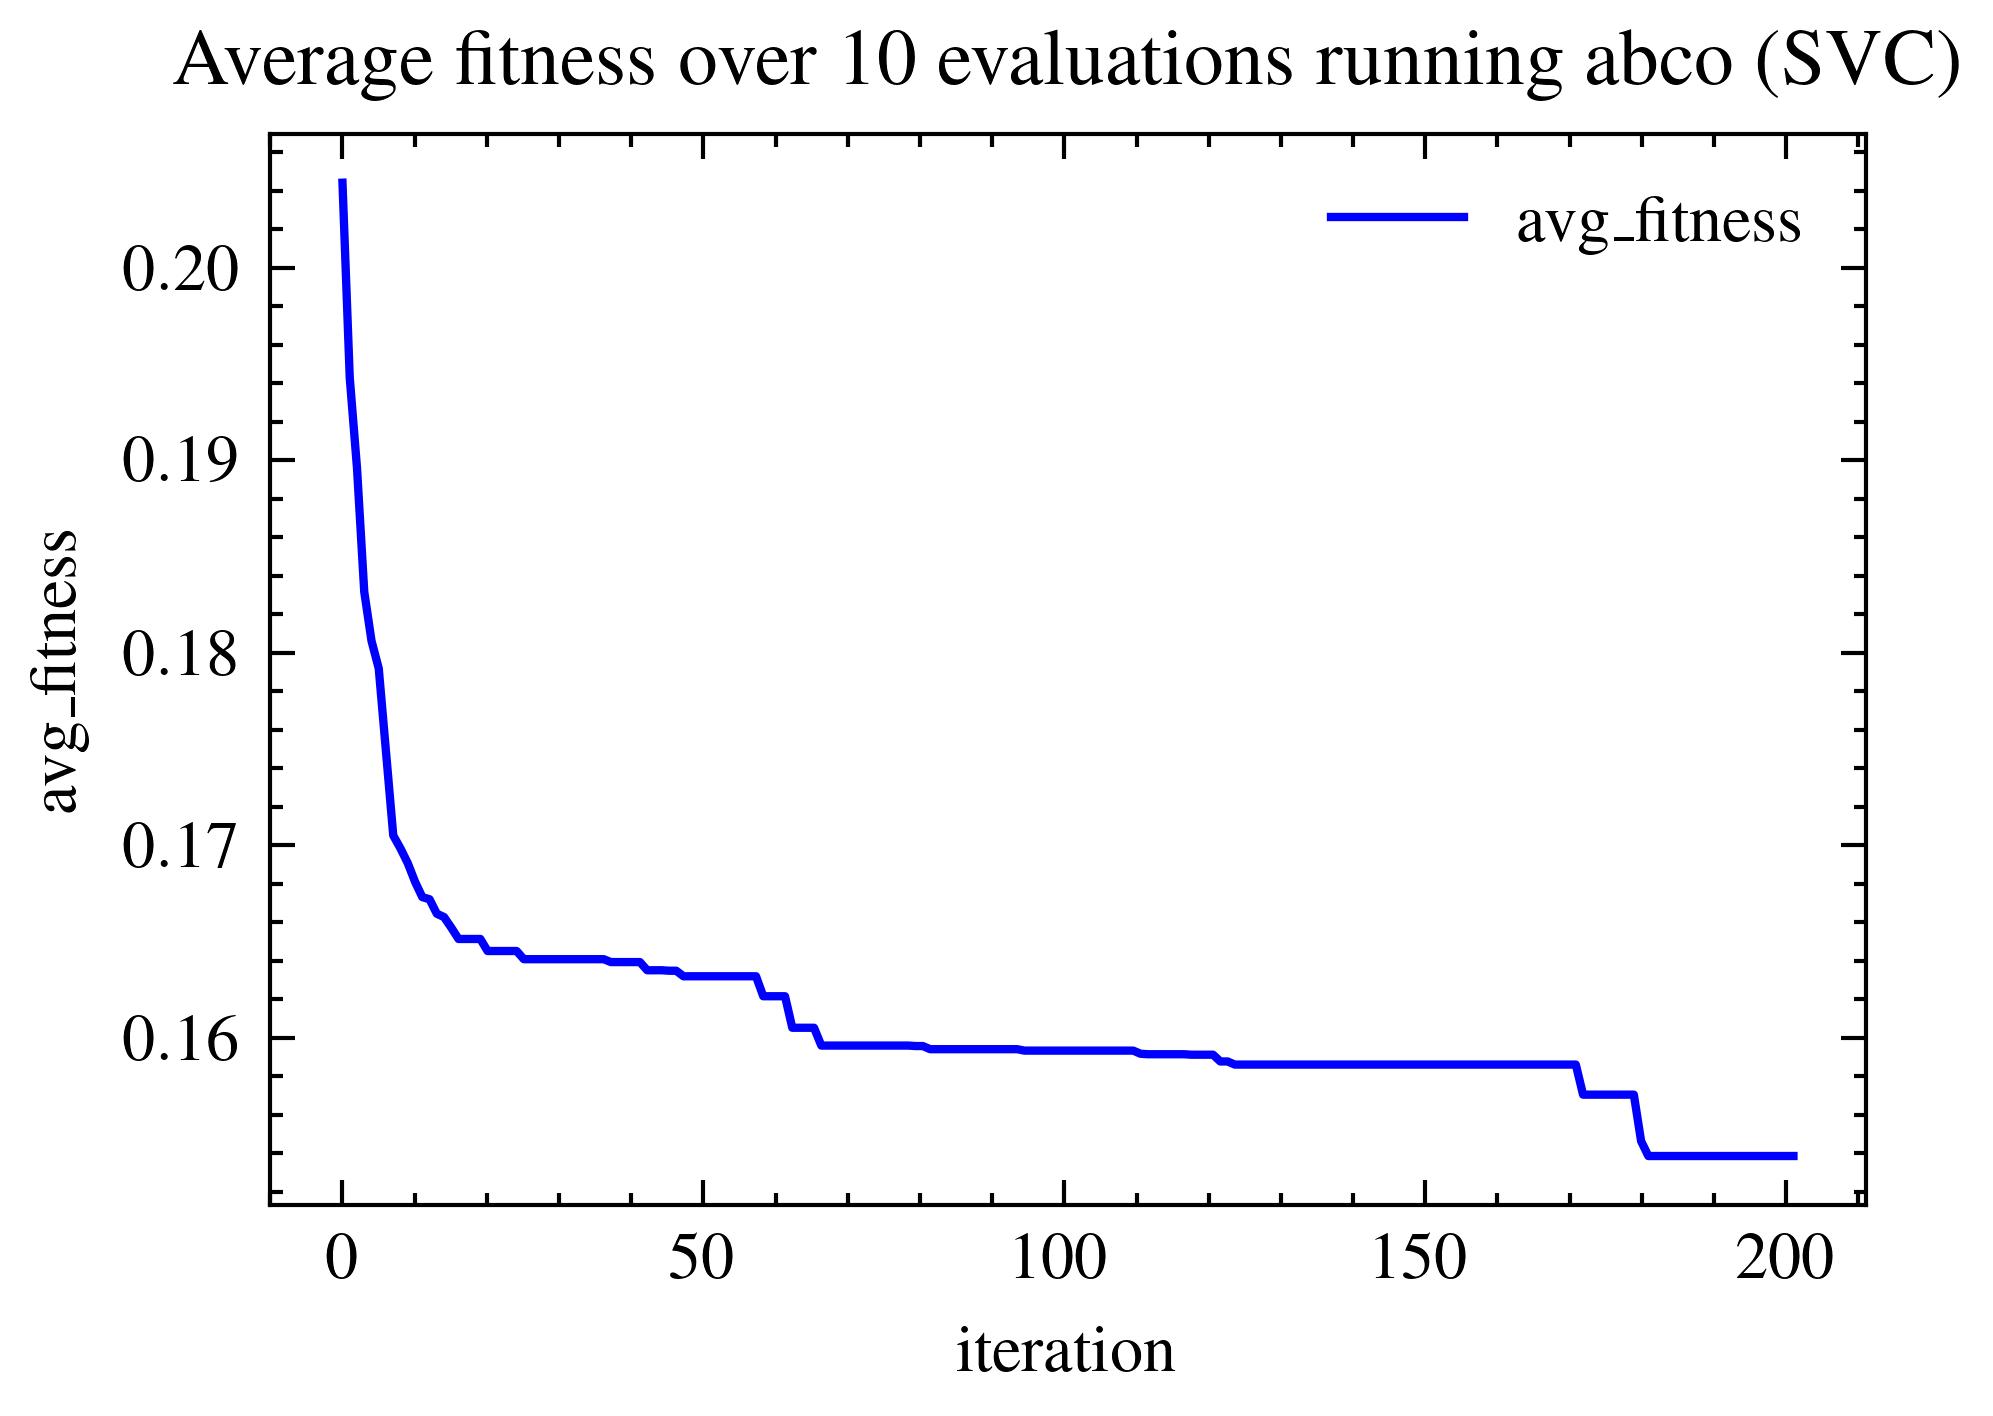 Average fitness over 10 evaluations running abco (SVC)
avg_fitness
0.20
0.19
0.18
0.17
0.16
avg_fitness
0 50 100 150 200
iteration